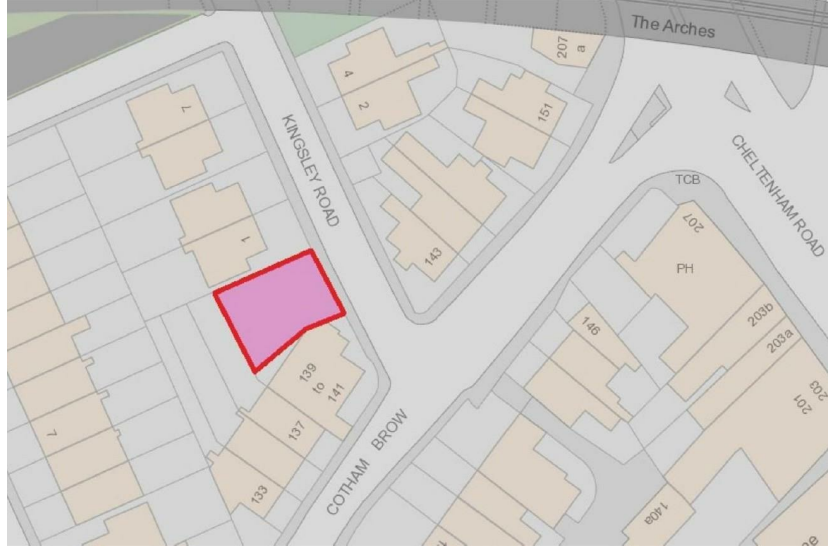 The Arches
207
a
4
2
151
7
KINGSLEY ROAD
CHELTENHAM ROAD
TCB
207
1
143
PH
203b
203a
146
203
201
139
to
141
137
7
COTHAM BROW
133
140a